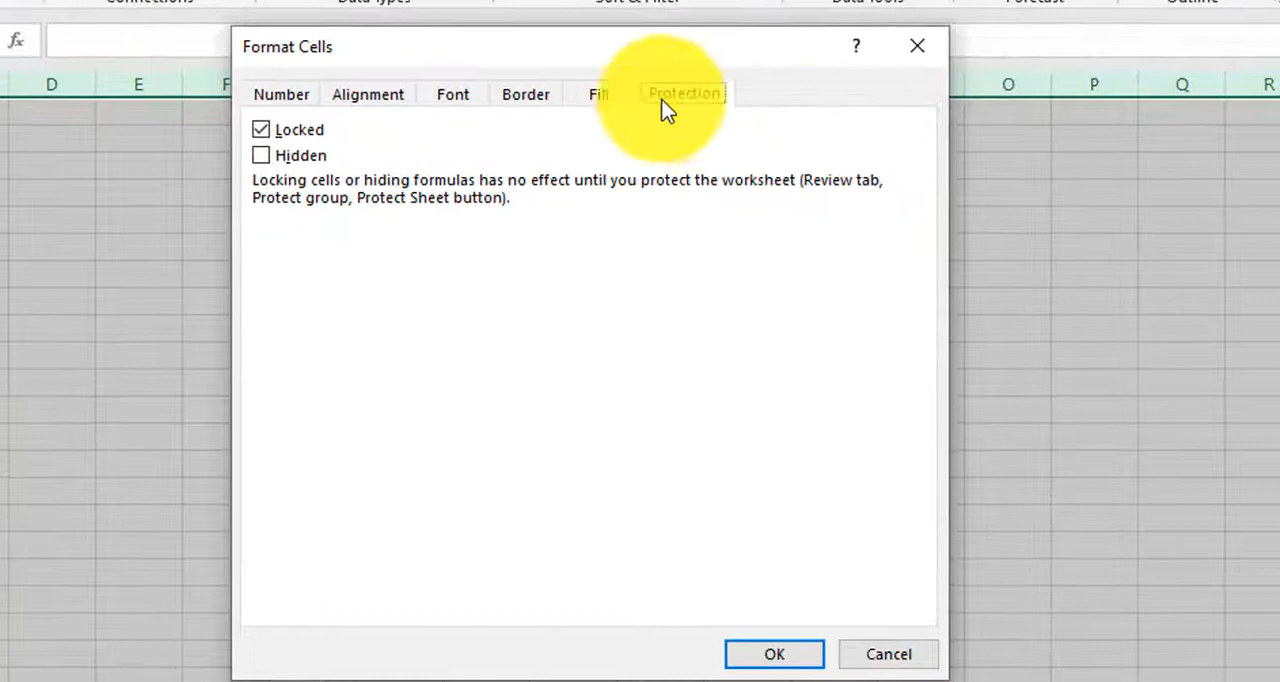 fx
Format Cells ?
D E F O P Q R
Number Alignment Font Border Fill Protection
Locked
Hidden
Locking cells or hiding formulas has no effect until you protect the worksheet (Review tab,
Protect group, Protect Sheet button).
OK Cancel